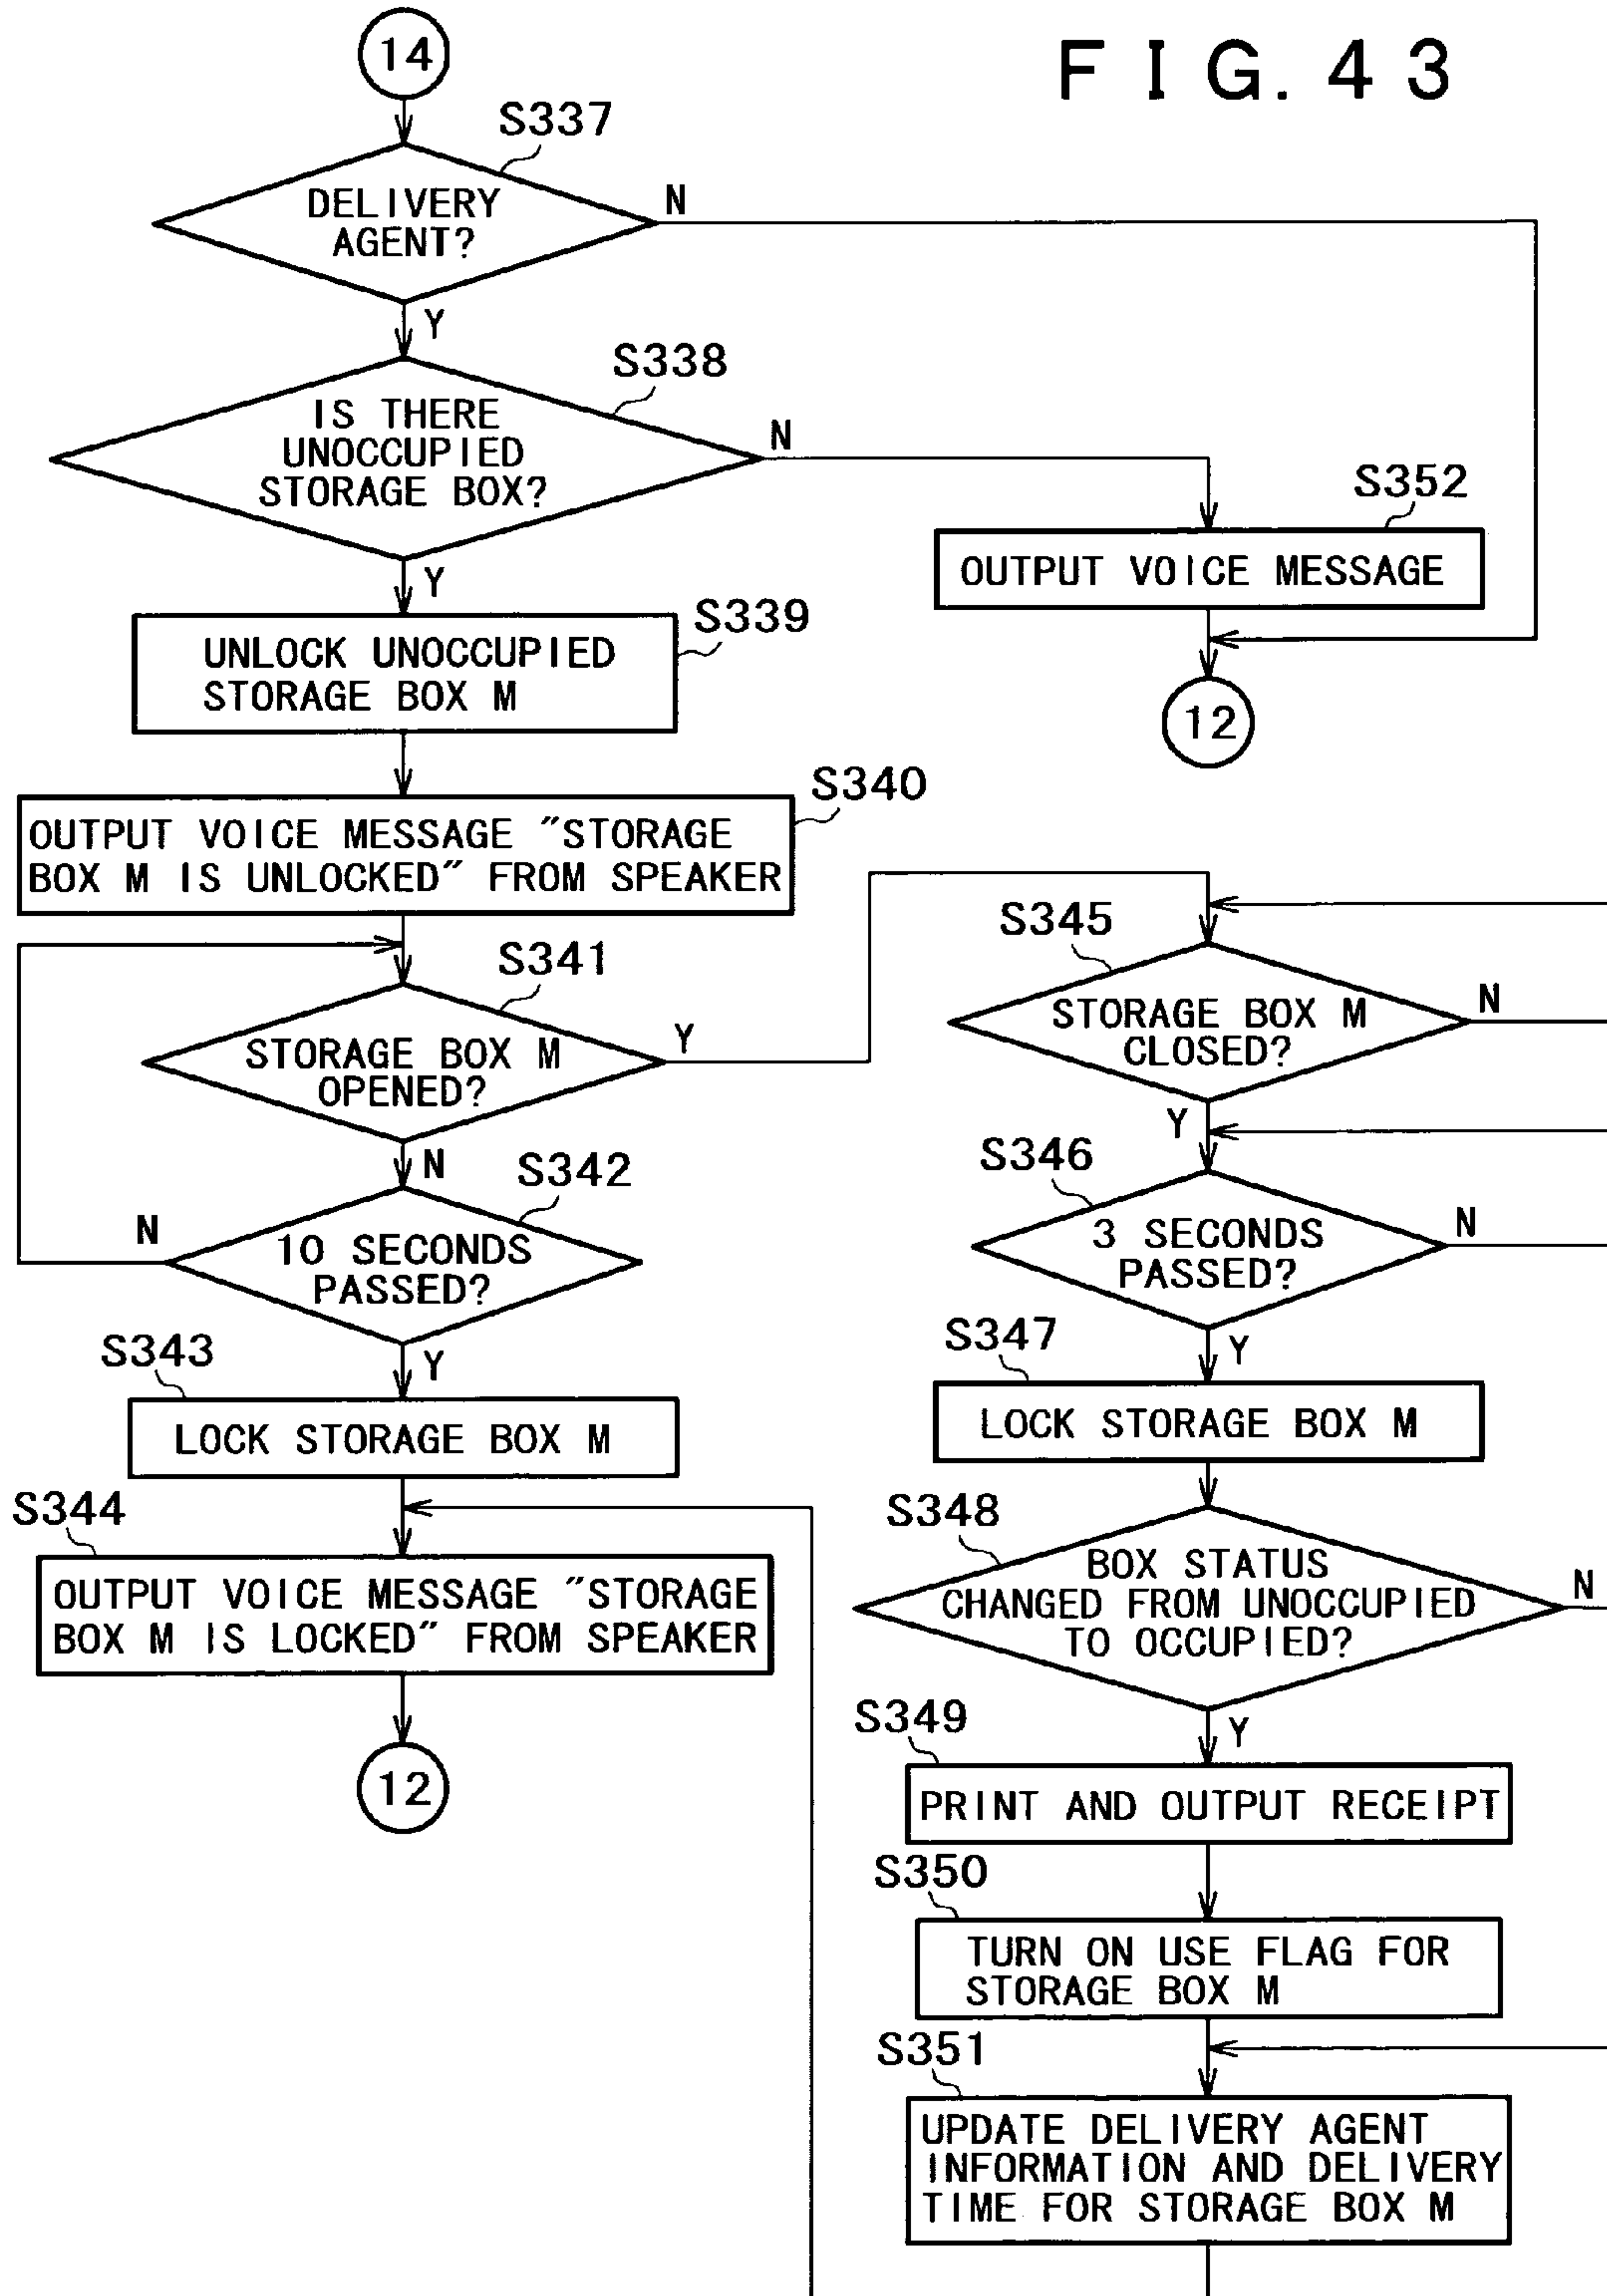 FIG. 43
14
S337
DELIVERY
AGENT?
N
Y
S338
IS THERE
UNOCCUPIED
STORAGE BOX?
N
Y
S352
OUTPUT VOICE MESSAGE
12
S339
UNLOCK UNOCCUPIED
STORAGE BOX M
S340
OUTPUT VOICE MESSAGE "STORAGE
BOX M IS UNLOCKED" FROM SPEAKER
S341
STORAGE BOX M
OPENED?
Y
N
S342
10 SECONDS
PASSED?
N
Y
S343
LOCK STORAGE BOX M
S344
OUTPUT VOICE MESSAGE "STORAGE
BOX M IS LOCKED" FROM SPEAKER
12
S345
STORAGE BOX M
CLOSED?
N
Y
S346
3 SECONDS
PASSED?
N
Y
S347
LOCK STORAGE BOX M
S348
BOX STATUS
CHANGED FROM UNOCCUPIED
TO OCCUPIED?
N
Y
S349
PRINT AND OUTPUT RECEIPT
S350
TURN ON USE FLAG FOR
STORAGE BOX M
S351
UPDATE DELIVERY AGENT
INFORMATION AND DELIVERY
TIME FOR STORAGE BOX M